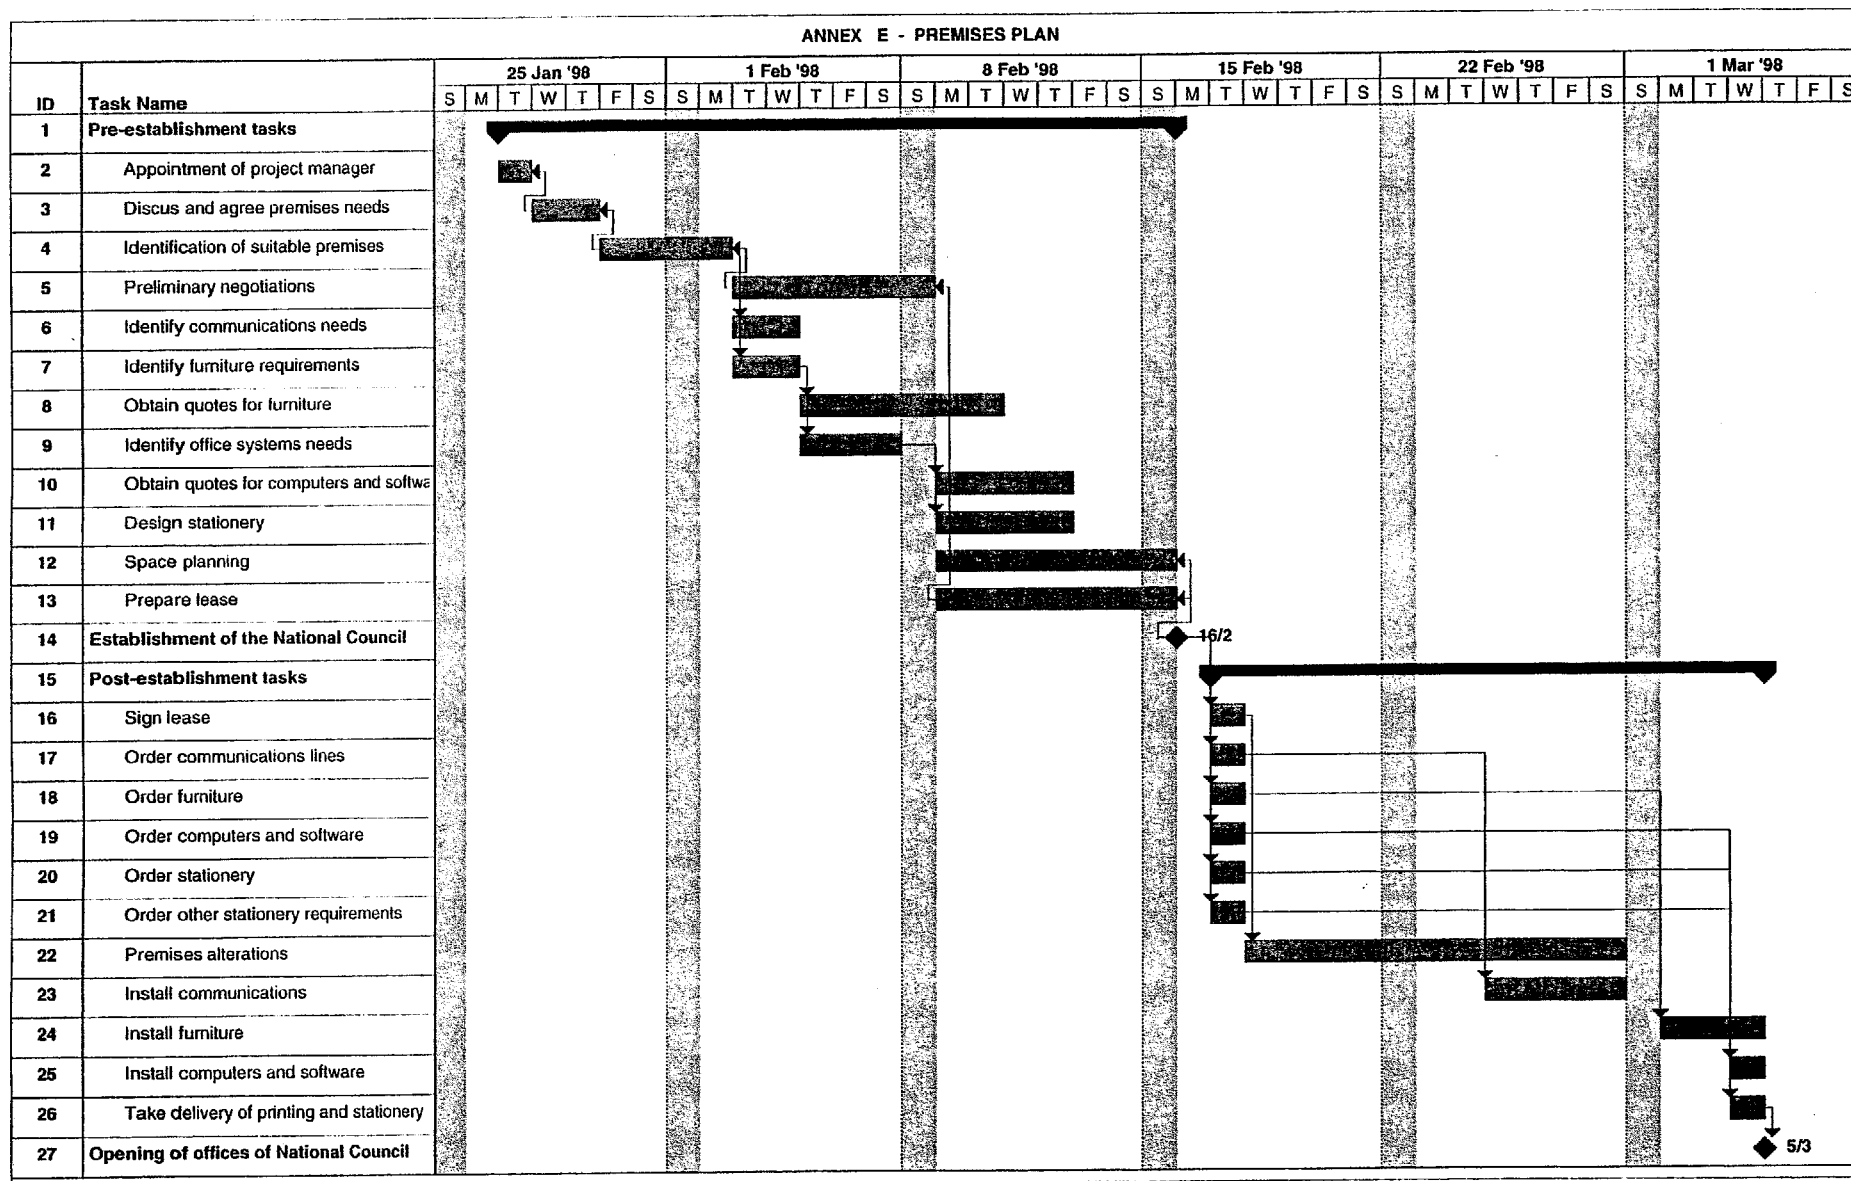 ANNEX E - PREMISES PLAN
25 Jan '98 1 Feb '98 8 Feb '98 15 Feb '98 22 Feb '98 1 Mar '98
ID Task Name S M T W T F S S M T W T F S S M T W T F S S M T W T F S S M T W T F S S M T W T F S
1 Pre-establishment tasks
2 Appointment of project manager
3 Discus and agree premises needs
4 Identification of suitable premises
5 Preliminary negotiations
6 Identify communications needs
7 Identify furniture requirements
8 Obtain quotes for furniture
9 Identify office systems needs
10 Obtain quotes for computers and softwa
11 Design stationery
12 Space planning
13 Prepare lease
14 Establishment of the National Council 16/2
15 Post-establishment tasks
16 Sign lease
17 Order communications lines
18 Order furniture
19 Order computers and software
20 Order stationery
21 Order other stationery requirements
22 Premises alterations
23 Install communications
24 Install furniture
25 Install computers and software
26 Take delivery of printing and stationery
27 Opening of offices of National Council 5/3